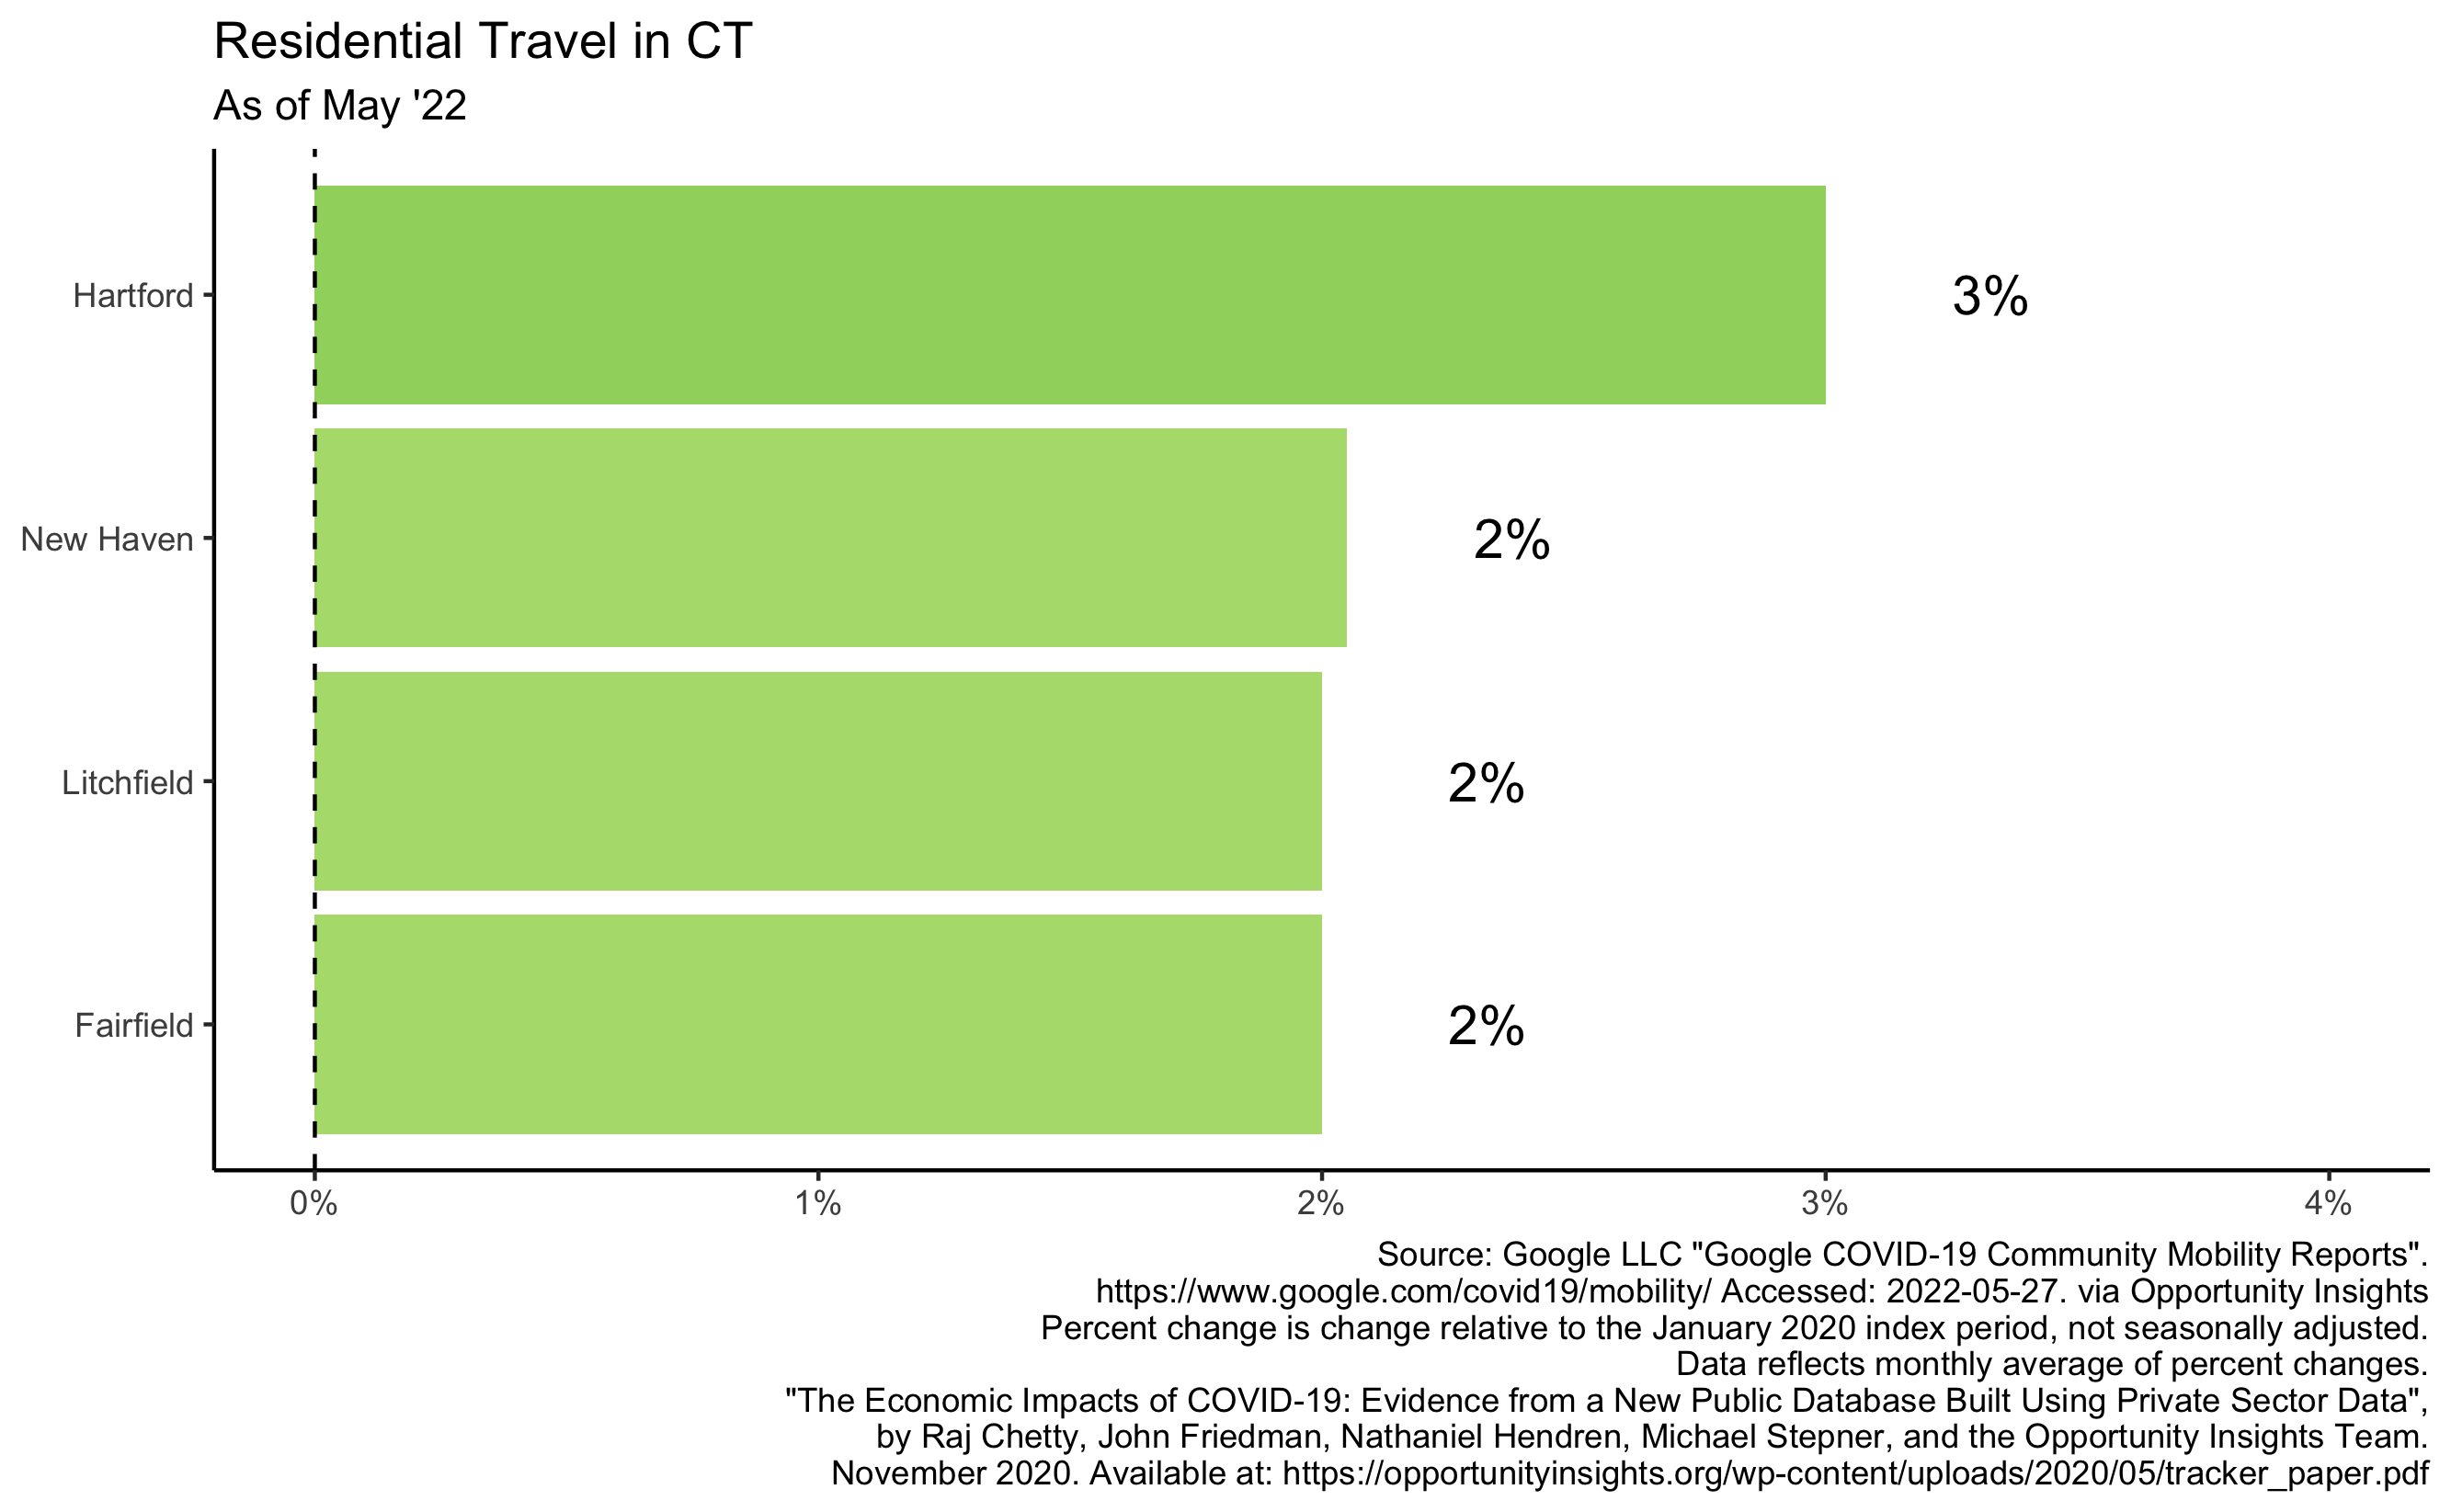 Residential Travel in CT
As of May '22
Hartford
3%
New Haven
2%
Litchfield
2%
Fairfield
2%
0%
1%
2%
3%
4%
Source: Google LLC "Google COVID-19 Community Mobility Reports".
https://www.google.com/covid19/mobility/ Accessed: 2022-05-27. via Opportunity Insights
Percent change is change relative to the January 2020 index period, not seasonally adjusted.
Data reflects monthly average of percent changes.
"The Economic Impacts of COVID-19: Evidence from a New Public Database Built Using Private Sector Data",
by Raj Chetty, John Friedman, Nathaniel Hendren, Michael Stepner, and the Opportunity Insights Team.
November 2020. Available at: https://opportunityinsights.org/wp-content/uploads/2020/05/tracker_paper.pdf